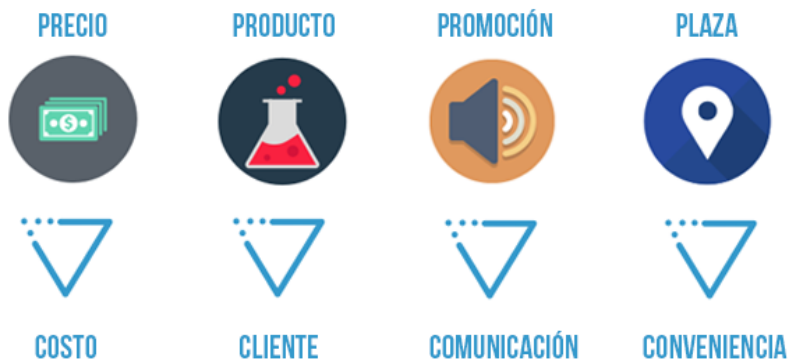 PRECIO PRODUCTO PROMOCIÓN PLAZA
COSTO CLIENTE COMUNICACIÓN CONVENIENCIA